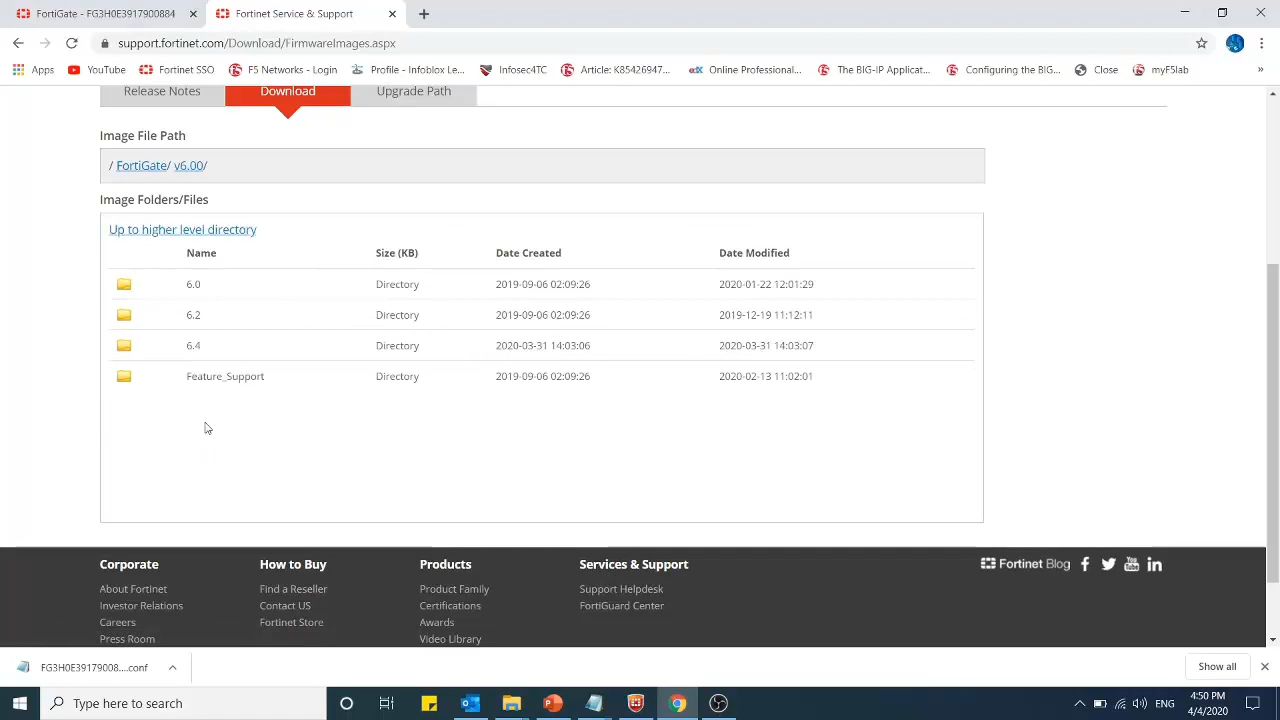 FortiGate - FG3H0E3917900884
Fortinet Service & Support
support.fortinet.com/Download/FirmwareImages.aspx
Apps YouTube Fortinet SSO F5 Networks - Login Profile - Infoblox Le... Infosec4TC Article: K85426947... edX Online Professional... The BIG-IP Applicat... Configuring the BIG... Close myF5lab »
Release Notes Download Upgrade Path
Image File Path
/ FortiGate/ v6.00/
Image Folders/Files
Up to higher level directory
Name Size (KB) Date Created Date Modified
6.0 Directory 2019-09-06 02:09:26 2020-01-22 12:01:29
6.2 Directory 2019-09-06 02:09:26 2019-12-19 11:12:11
6.4 Directory 2020-03-31 14:03:06 2020-03-31 14:03:07
Feature_Support Directory 2019-09-06 02:09:26 2020-02-13 11:02:01
Corporate How to Buy Products Services & Support Fortinet Blog
About Fortinet Find a Reseller Product Family Support Helpdesk
Investor Relations Contact US Certifications FortiGuard Center
Careers Fortinet Store Awards
Press Room Video Library
FG3H0E39179008....conf Show all
Type here to search ENG 4:50 PM
4/4/2020